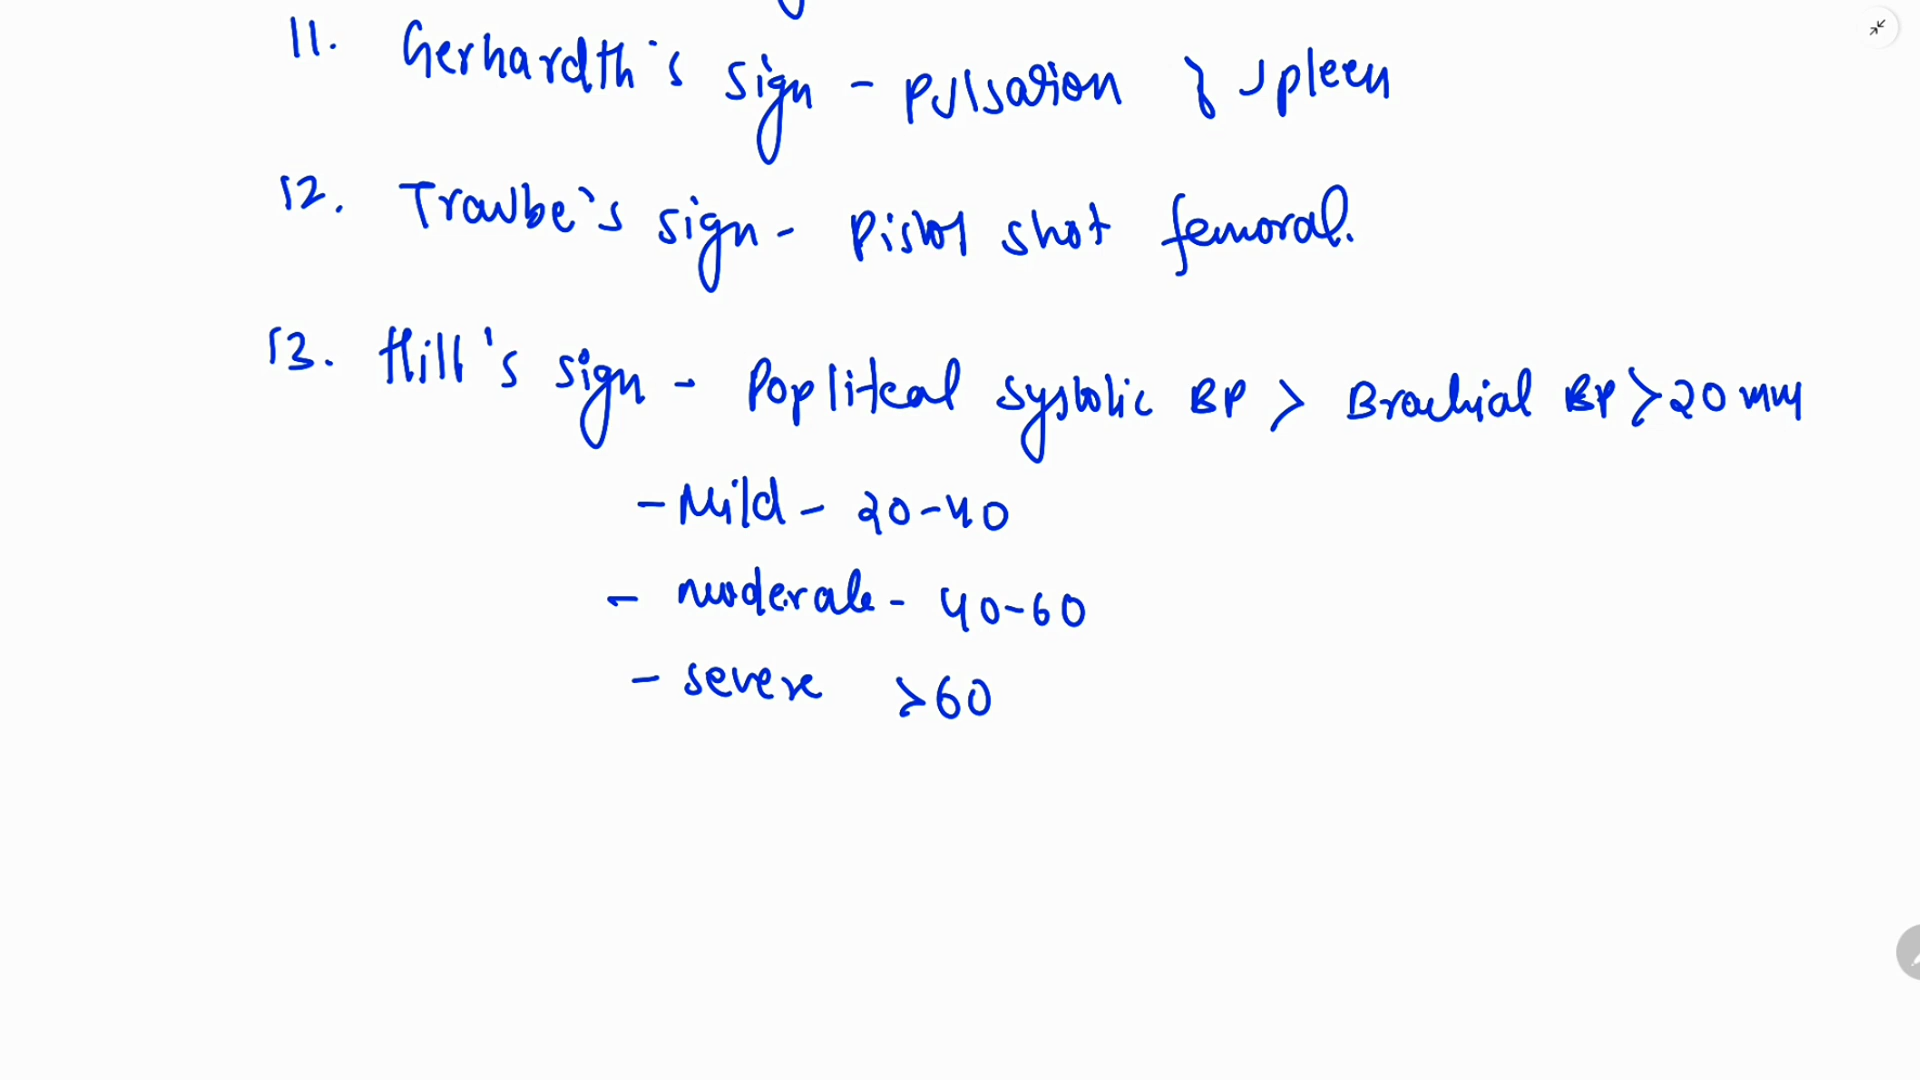 11. Gerhardth's sign - Pulsation of spleen
12. Traube's sign - Pistol shot femoral.
13. Hill's sign - Popliteal systolic BP > Brachial BP > 20 mm
- Mild - 20-40
- moderate - 40-60
- severe >60